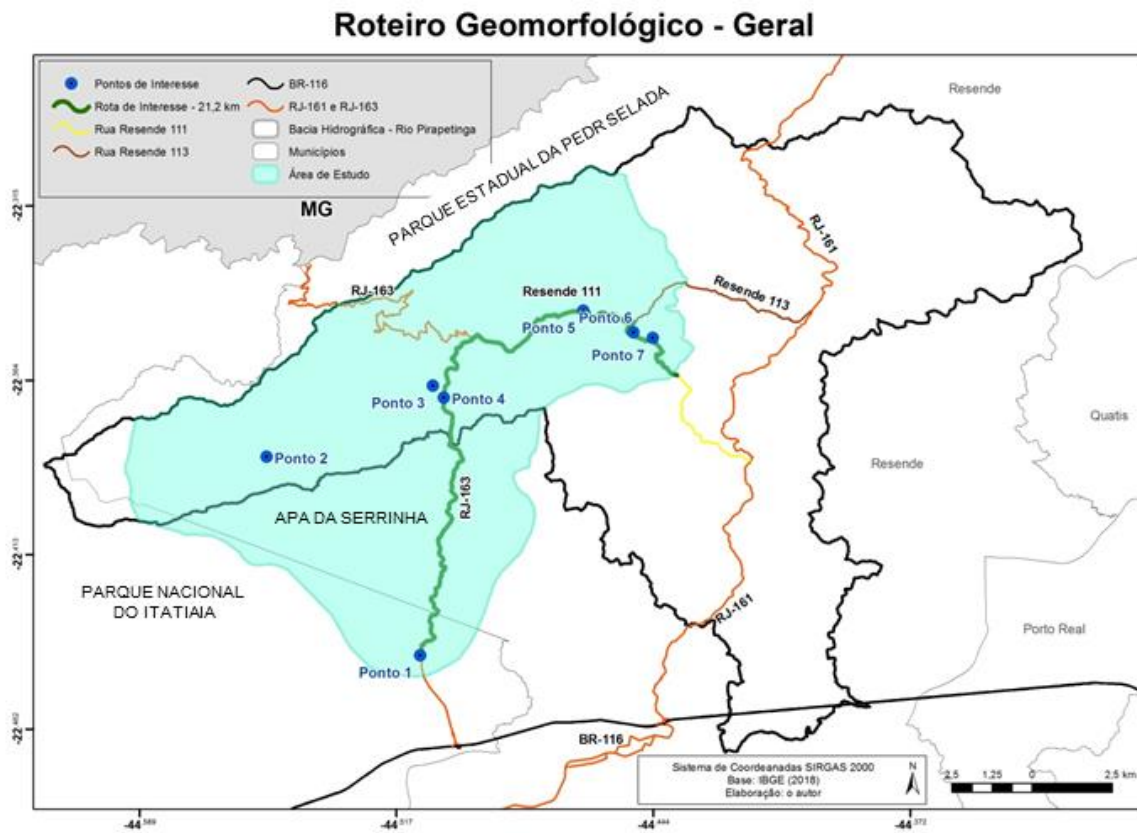 Roteiro Geomorfológico - Geral
Pontos de Interesse
Rota de Interesse - 21,2 km
Rua Resende 111
Rua Resende 113
BR-116
RJ-161 e RJ-163
Bacia Hidrográfica - Rio Pirapetinga
Municípios
Área de Estudo
MG
PARQUE ESTADUAL DA PEDR SELADA
Resende
RJ-161
RJ-163
Resende 111
Resende 113
Ponto 5
Ponto 6
Ponto 7
Ponto 3
Ponto 4
Ponto 2
Quatis
Resende
RJ-163
APA DA SERRINHA
PARQUE NACIONAL
DO ITATIAIA
RJ-161
Porto Real
Ponto 1
BR-116
Sistema de Coordeanadas SIRGAS 2000
Base: IBGE (2018)
Elaboração: o autor
N
2,5 1,25 0 2,5 km
-22,413
-44,517
-44,444
-44,372